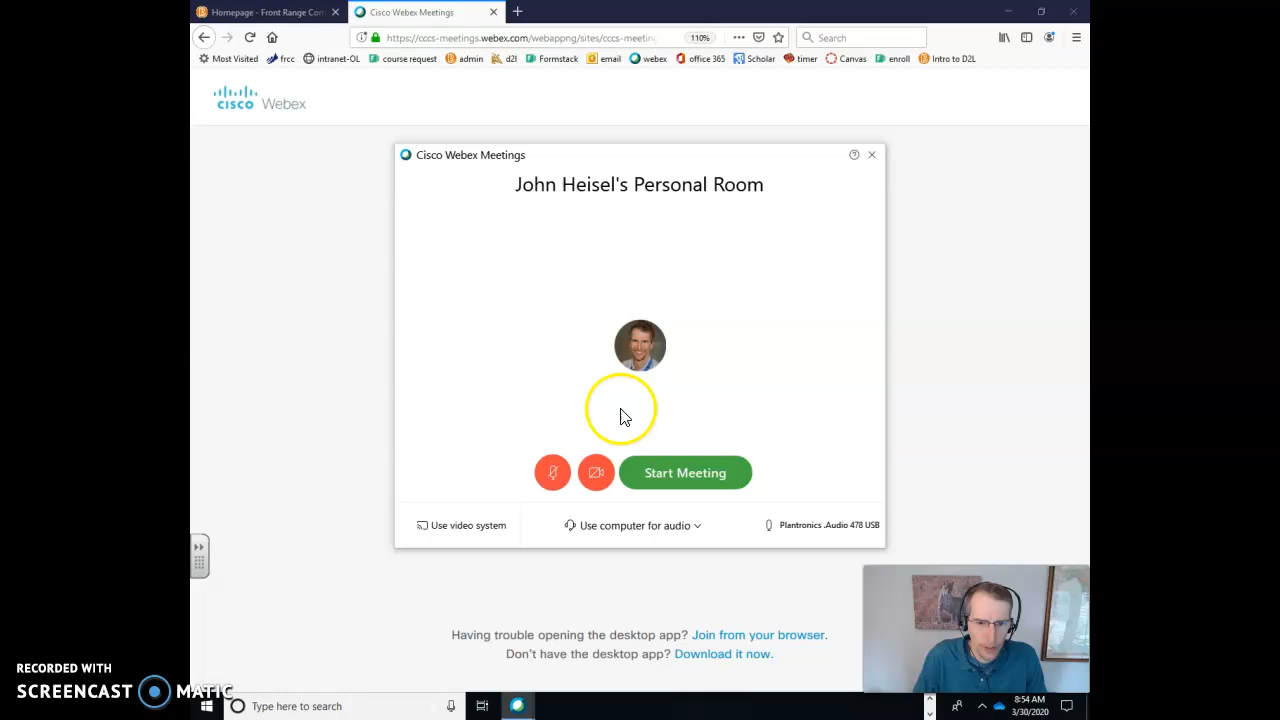 Homepage - Front Range Com
Cisco Webex Meetings
https://cccs-meetings.webex.com/webappng/sites/cccs-meeting
110%
Search
Most Visited
frcc
intranet-OL
course request
admin
d2l
Formstack
email
webex
office 365
Scholar
timer
Canvas
enroll
Intro to D2L
CISCO Webex
Cisco Webex Meetings
John Heisel's Personal Room
Start Meeting
Use video system
Use computer for audio
Plantronics .Audio 478 USB
Having trouble opening the desktop app? Join from your browser.
Don't have the desktop app? Download it now.
RECORDED WITH
SCREENCAST MATIC
Type here to search
8:54 AM
3/30/2020